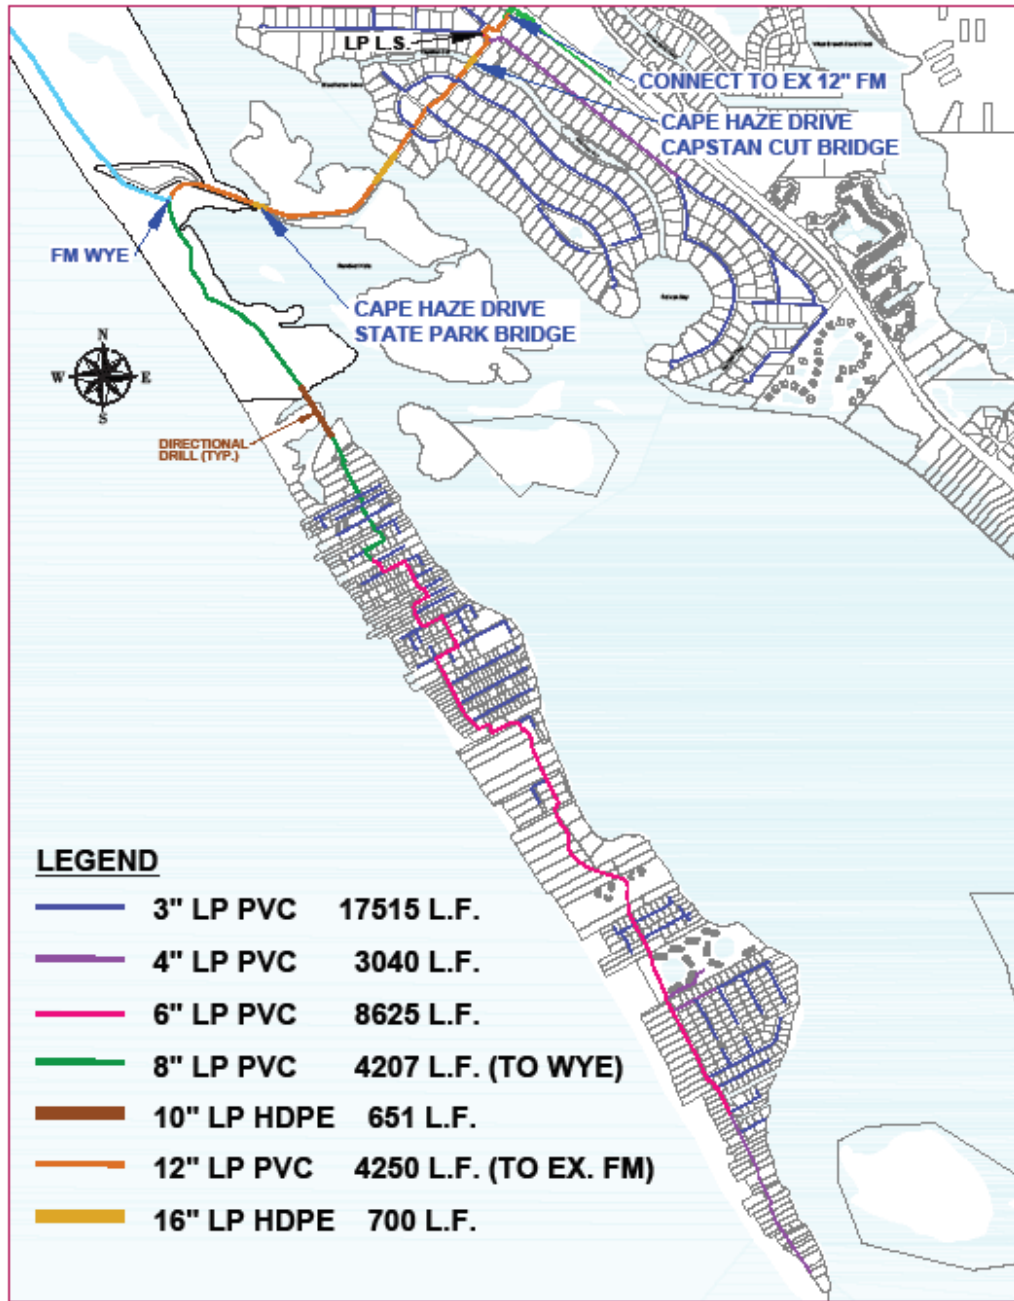 LP L.S.
CONNECT TO EX 12" FM
CAPE HAZE DRIVE
CAPSTAN CUT BRIDGE
FM WYE
CAPE HAZE DRIVE
STATE PARK BRIDGE
N
W
E
S
DIRECTIONAL
DRILL (TYP.)
LEGEND
3" LP PVC 17515 L.F.
4" LP PVC 3040 L.F.
6" LP PVC 8625 L.F.
8" LP PVC 4207 L.F. (TO WYE)
10" LP HDPE 651 L.F.
12" LP PVC 4250 L.F. (TO EX. FM)
16" LP HDPE 700 L.F.